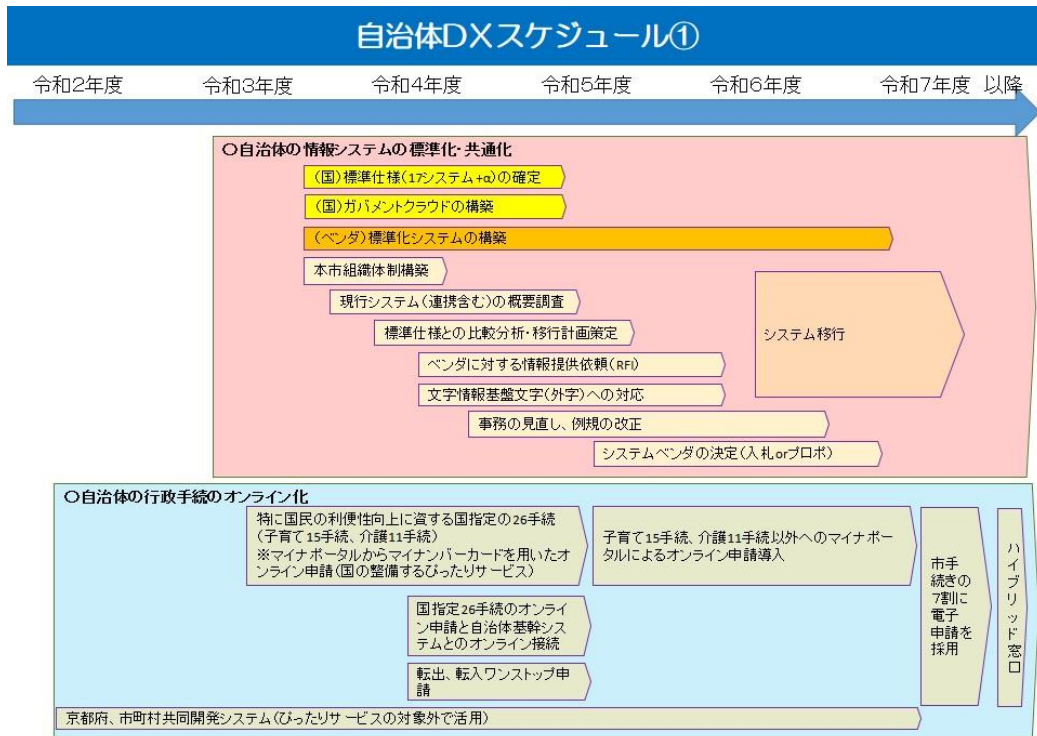 自治体DXスケジュール①
令和2年度
令和3年度
令和4年度
令和5年度
令和6年度
令和7年度 以降
〇自治体の情報システムの標準化・共通化
(国)標準仕様(17システム+α)の確定
(国)ガバメントクラウドの構築
(ベンダ)標準化システムの構築
本市組織体制構築
現行システム(連携含む)の概要調査
標準仕様との比較分析・移行計画策定
システム移行
ベンダに対する情報提供依頼(RFI)
文字情報基盤文字(外字)への対応
事務の見直し、例規の改正
システムベンダの決定(入札orプロポ)
〇自治体の行政手続のオンライン化
特に国民の利便性向上に資する国指定の26手続
(子育て15手続、介護11手続)
※マイナポータルからマイナンバーカードを用いたオ
ンライン申請(国の整備するぴったりサービス)
子育て15手続、介護11手続以外へのマイナポー
タルによるオンライン申請導入
市手
続きの
7割に
電子
申請を
採用
ハイブリッド窓口
国指定26手続のオンライ
ン申請と自治体基幹シス
テムとのオンライン接続
転出、転入ワンストップ申
請
京都府、市町村共同開発システム(ぴったりサービスの対象外で活用)